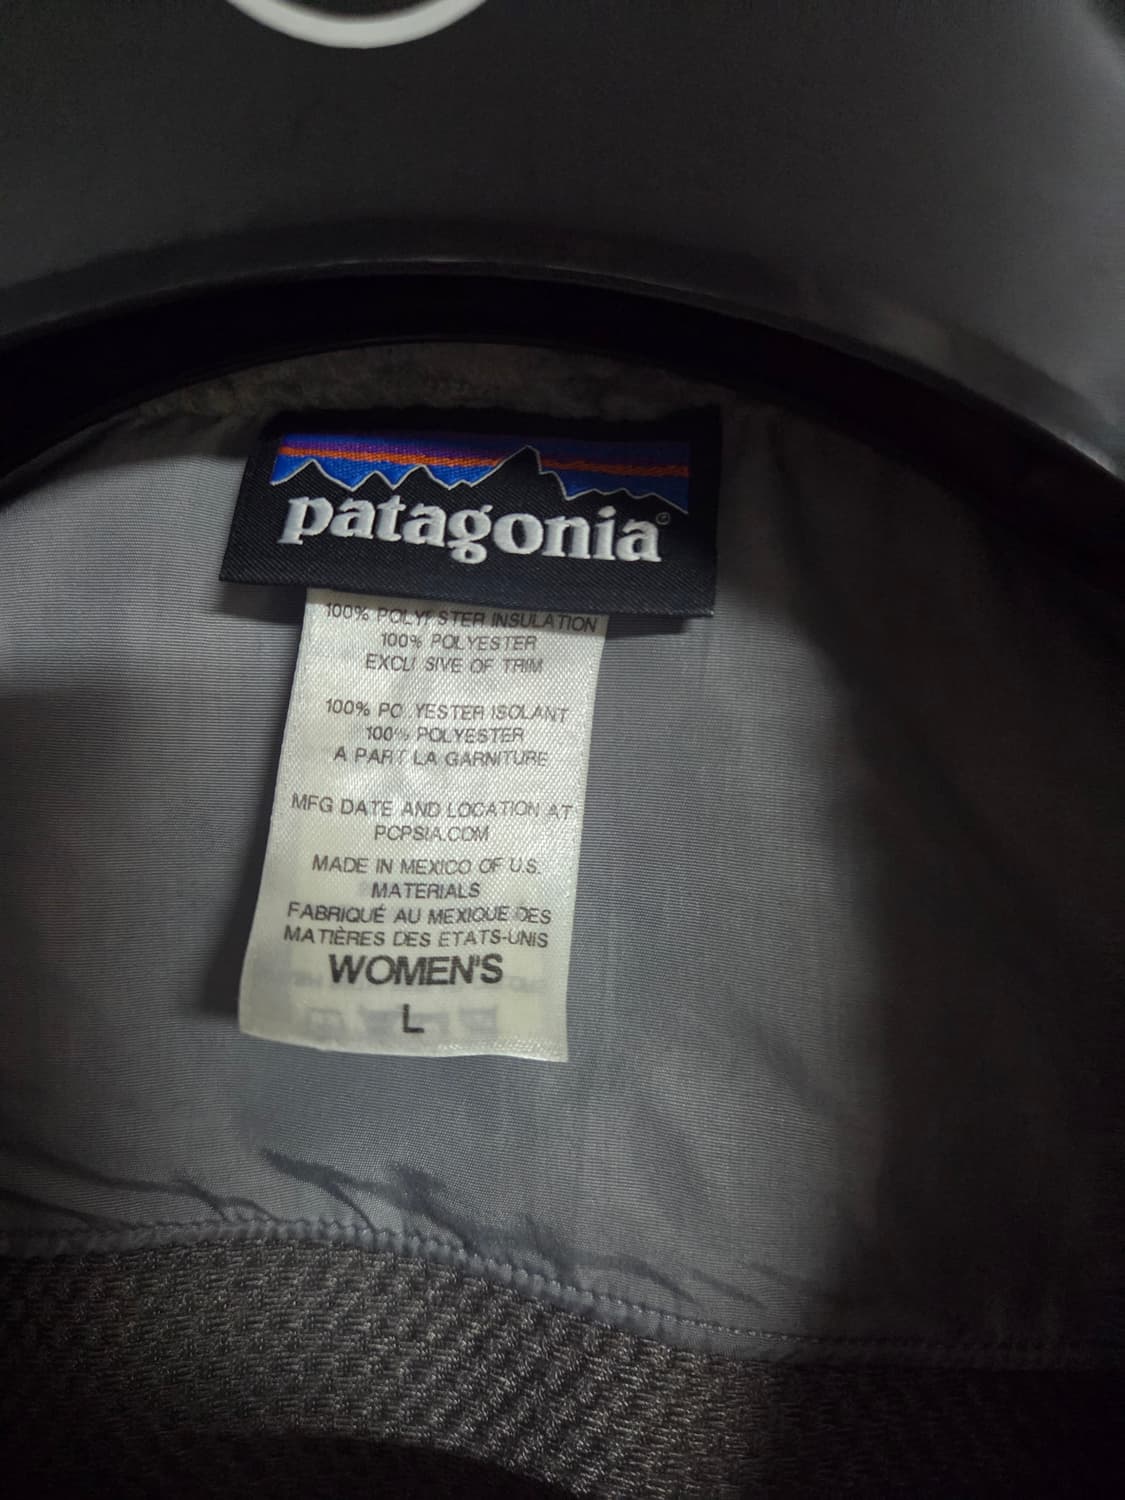 patagonia®
100% POLYESTER INSULATION
100% POLYESTER
EXCLUSIVE OF TRIM
100% POLYESTER ISOLANT
100% POLYESTER
A PART LA GARNITURE
MFG DATE AND LOCATION AT
PCPSIA.COM
MADE IN MEXICO OF U.S.
MATERIALS
FABRIQUÉ AU MEXIQUE DES
MATIÈRES DES ETATS-UNIS
WOMEN'S
L